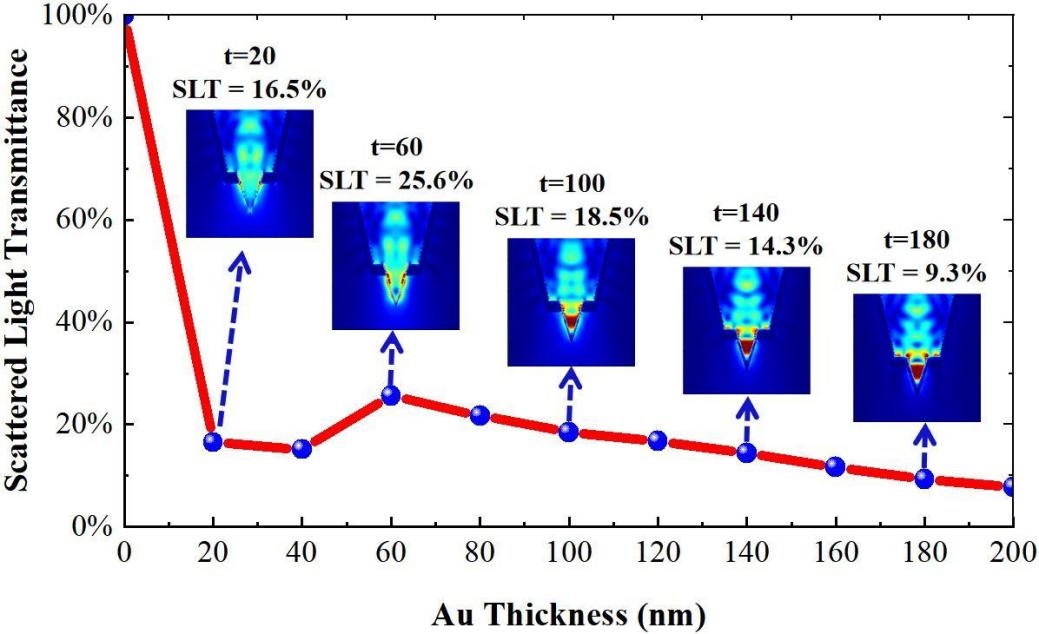 100%
80%
60%
40%
20%
0%
Scattered Light Transmittance
t=20
SLT = 16.5%
t=60
SLT = 25.6%
t=100
SLT = 18.5%
t=140
SLT = 14.3%
t=180
SLT = 9.3%
0 20 40 60 80 100 120 140 160 180 200
Au Thickness (nm)